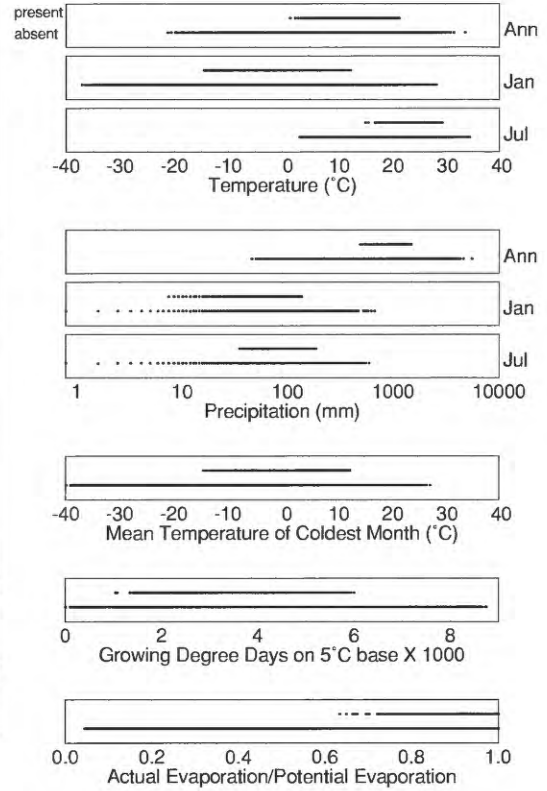 present
absent
Ann
Jan
Jul
-40 -30 -20 -10 0 10 20 30 40
Temperature (°C)
Ann
Jan
Jul
1 10 100 1000 10000
Precipitation (mm)
-40 -30 -20 -10 0 10 20 30 40
Mean Temperature of Coldest Month (°C)
0 2 4 6 8
Growing Degree Days on 5°C base X 1000
0.0 0.2 0.4 0.6 0.8 1.0
Actual Evaporation/Potential Evaporation